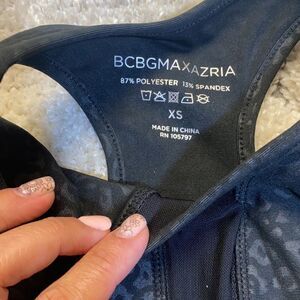 BCBGMAXAZRIA
87% POLYESTER 13% SPANDEX
XS
MADE IN CHINA
RN 105797